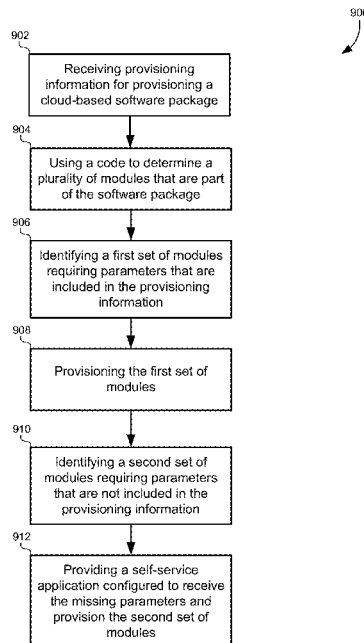 900
902
Receiving provisioning
information for provisioning a
cloud-based software package
904
Using a code to determine a
plurality of modules that are part
of the software package
906
Identifying a first set of modules
requiring parameters that are
included in the provisioning
information
908
Provisioning the first set of
modules
910
Identifying a second set of
modules requiring parameters
that are not included in the
provisioning information
912
Providing a self-service
application configured to receive
the missing parameters and
provision the second set of
modules